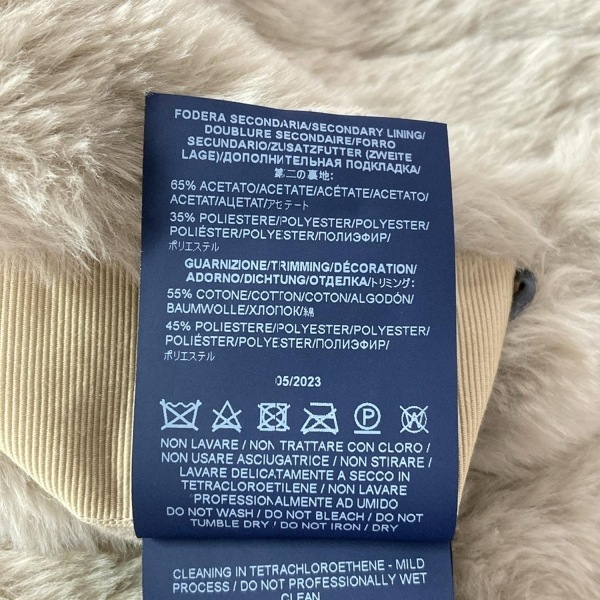 FODERA SECONDARIA/SECONDARY LINING/
DOUBLURE SECONDAIRE/FORRO
SECUNDARIO/ZUSATZFUTTER (ZWEITE
LAGE)/ДОПОЛНИТЕЛЬНАЯ ПОДКЛАДКА/
第二の裏地:
65% ACETATO/ACETATE/ACÉTATE/ACETATO/
ACETAT/АЦЕТАТ/アセテート
35% POLIESTERE/POLYESTER/POLYESTER/
POLIÉSTER/POLYESTER/ПОЛИЭФИР/
ポリエステル
GUARNIZIONE/TRIMMING/DÉCORATION/
ADORNO/DICHTUNG/ОТДЕЛКА/トリミング:
55% COTONE/COTTON/COTON/ALGODÓN/
BAUMWOLLE/ХЛОПОК/綿
45% POLIESTERE/POLYESTER/POLYESTER/
POLIÉSTER/POLYESTER/ПОЛИЭФИР/
ポリエステル
05/2023
P W
NON LAVARE / NON TRATTARE CON CLORO /
NON USARE ASCIUGATRICE / NON STIRARE /
LAVARE DELICATAMENTE A SECCO IN
TETRACLOROETILENE / NON LAVARE
PROFESSIONALMENTE AD UMIDO
DO NOT WASH / DO NOT BLEACH / DO NOT
TUMBLE DRY / DO NOT IRON / DRY
CLEANING IN TETRACHLOROETHENE - MILD
PROCESS / DO NOT PROFESSIONALLY WET
CLEAN